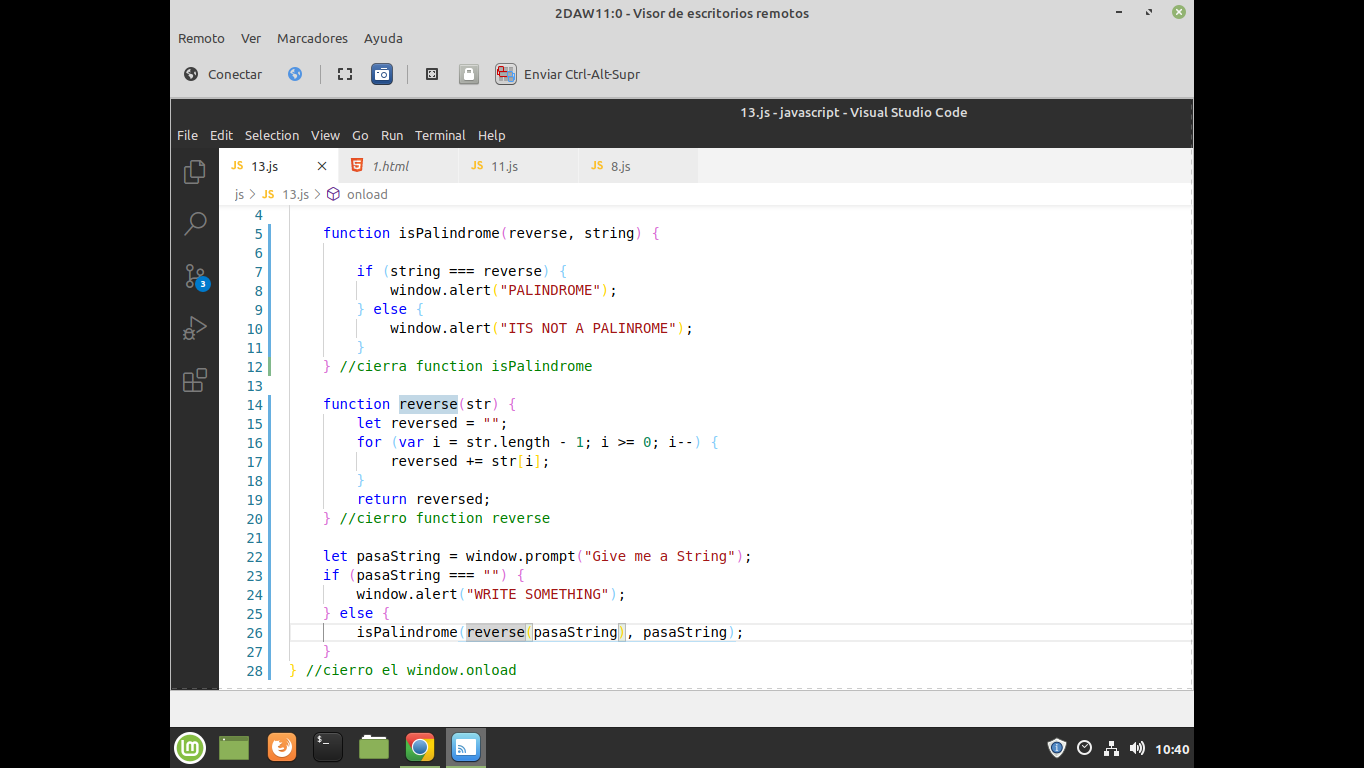 2DAW11:0 - Visor de escritorios remotos
Remoto Ver Marcadores Ayuda
Conectar Enviar Ctrl-Alt-Supr
13.js - javascript - Visual Studio Code
File Edit Selection View Go Run Terminal Help
JS 13.js 1.html JS 11.js JS 8.js
js > JS 13.js > onload
4
5 function isPalindrome(reverse, string) {
6
7 if (string === reverse) {
8 window.alert("PALINDROME");
9 } else {
10 window.alert("ITS NOT A PALINROME");
11 }
12 } //cierra function isPalindrome
13
14 function reverse(str) {
15 let reversed = "";
16 for (var i = str.length - 1; i >= 0; i--) {
17 reversed += str[i];
18 }
19 return reversed;
20 } //cierro function reverse
21
22 let pasaString = window.prompt("Give me a String");
23 if (pasaString === "") {
24 window.alert("WRITE SOMETHING");
25 } else {
26 isPalindrome(reverse(pasaString), pasaString);
27 }
28 } //cierro el window.onload
3
$_
10:40